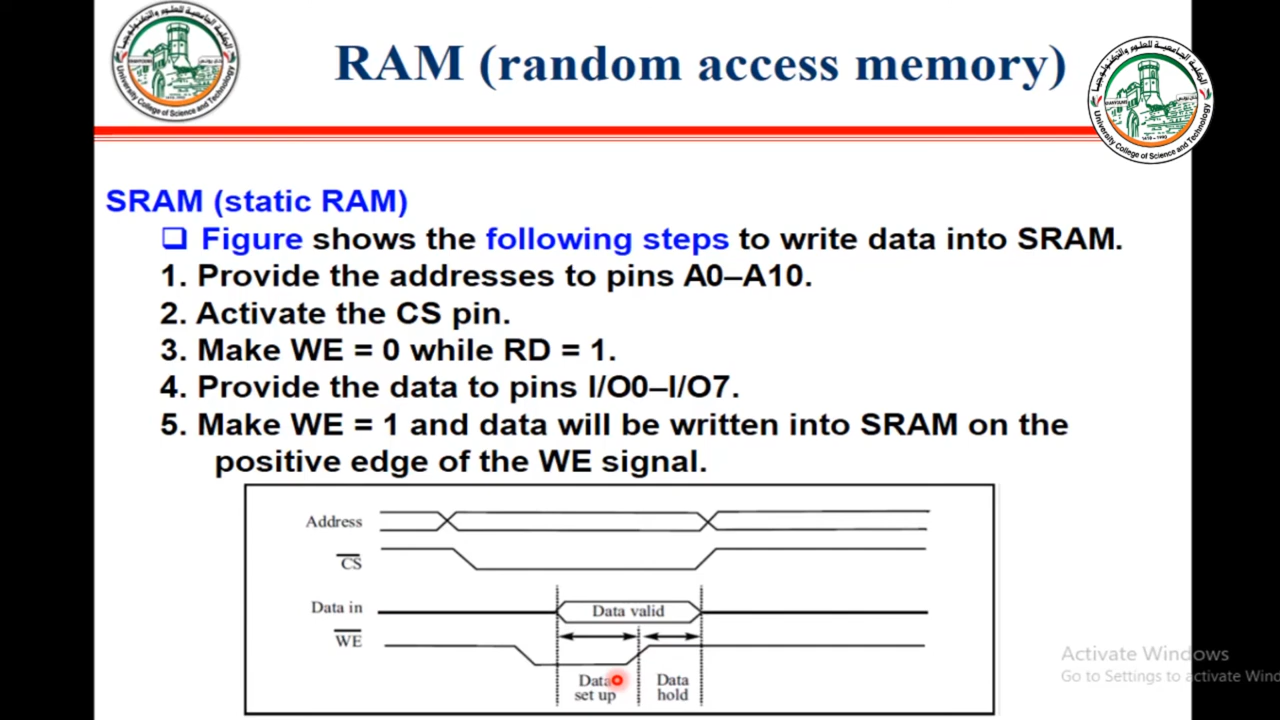 RAM (random access memory)
University College of Science and Technology
University College of Science and Technology
SRAM (static RAM)
❑ Figure shows the following steps to write data into SRAM.
1. Provide the addresses to pins A0–A10.
2. Activate the CS pin.
3. Make WE = 0 while RD = 1.
4. Provide the data to pins I/O0–I/O7.
5. Make WE = 1 and data will be written into SRAM on the
positive edge of the WE signal.
Address
CS
Data in
Data valid
WE
Data
set up
Data
hold
Activate Windows
Go to Settings to activate Wind